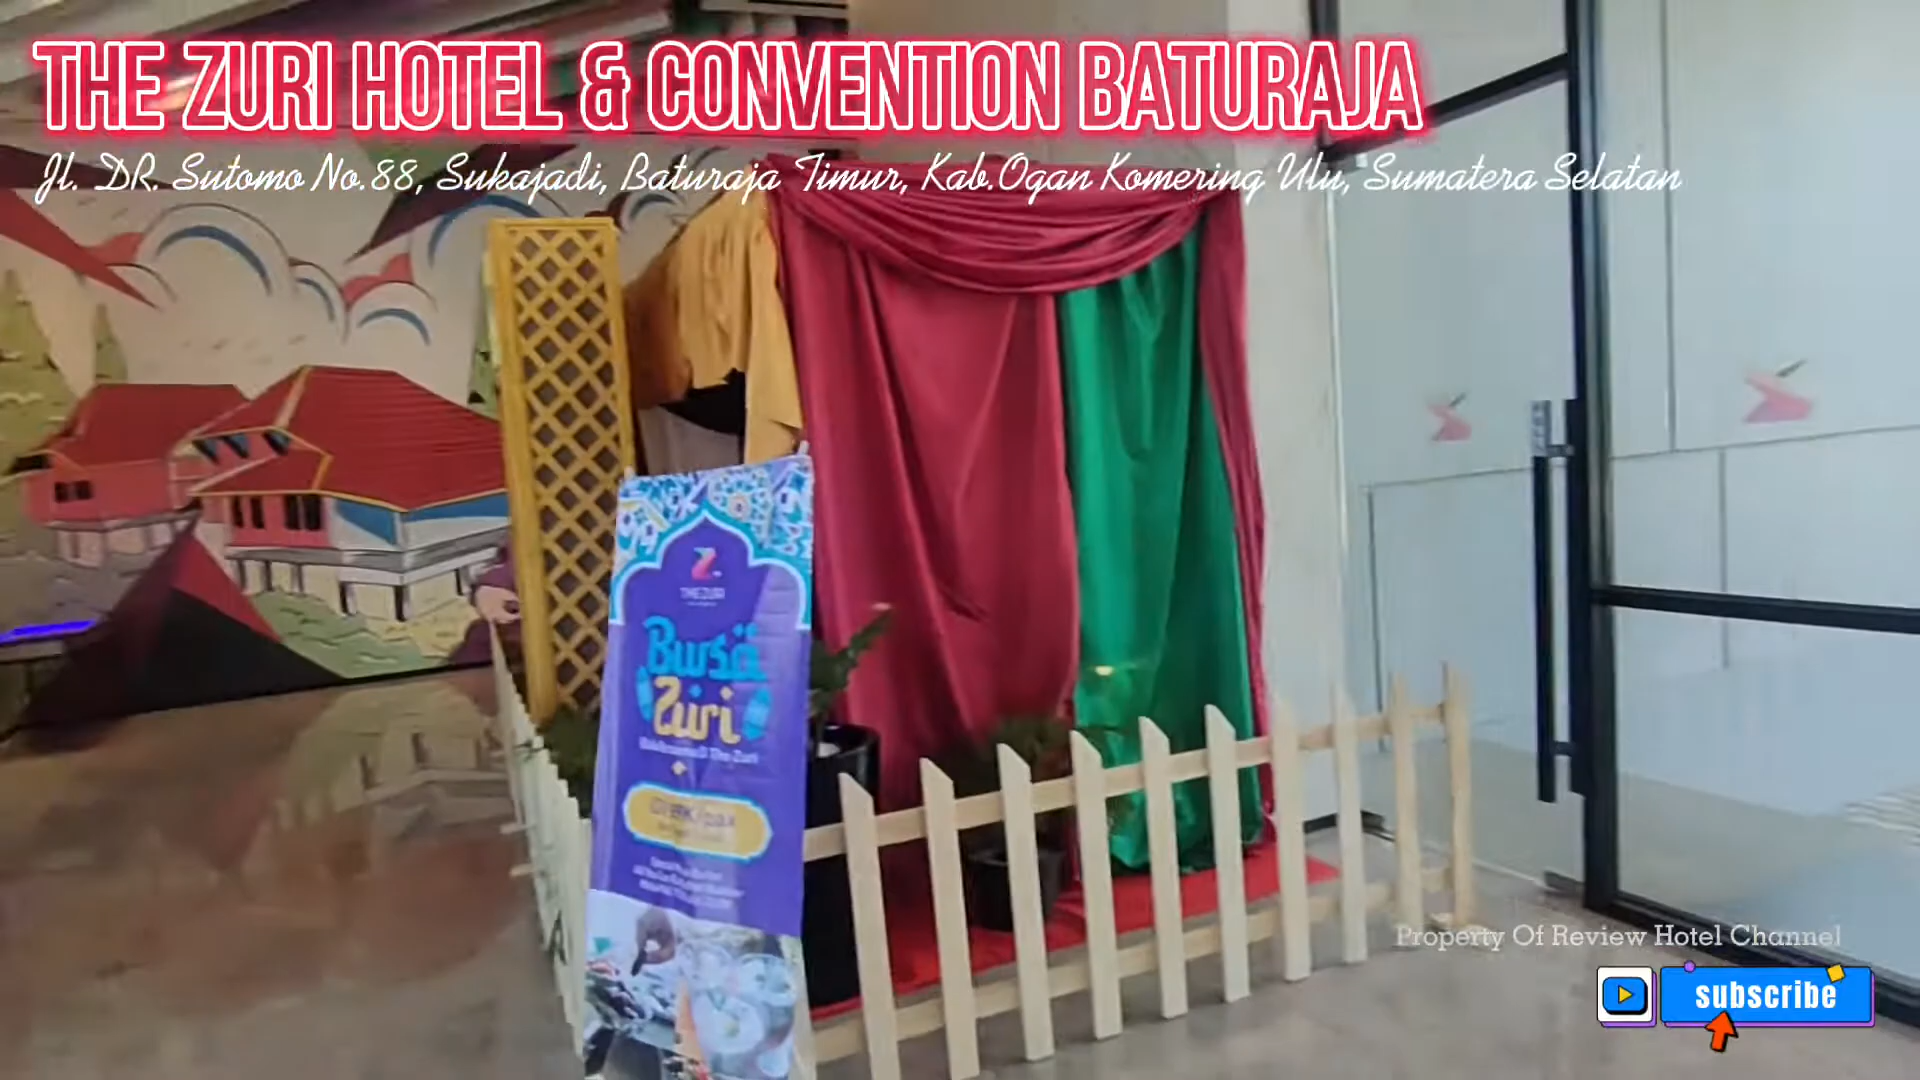 THE ZURI HOTEL & CONVENTION BATURAJA
Jl. DR. Sutomo No.88, Sukajadi, Baturaja Timur, Kab.Ogan Komering Ulu, Sumatera Selatan
THE ZURI
Bursa
Zuri
Property Of Review Hotel Channel
subscribe